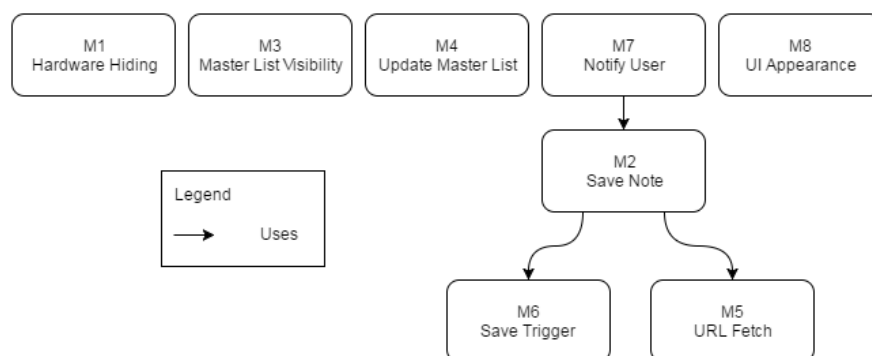 M1
Hardware Hiding
M3
Master List Visibility
M4
Update Master List
M7
Notify User
M8
UI Appearance
M2
Save Note
Legend
Uses
M6
Save Trigger
M5
URL Fetch